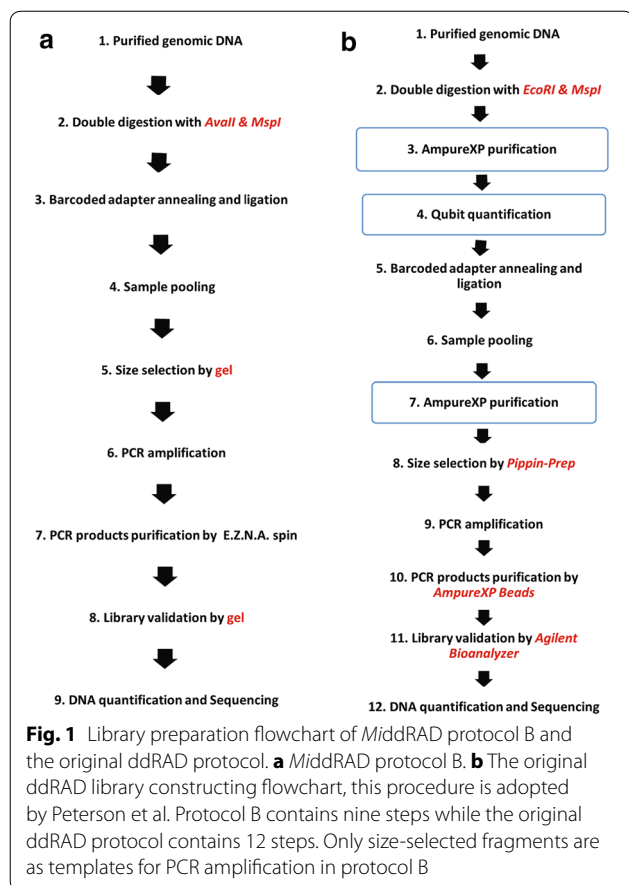 a
1. Purified genomic DNA
2. Double digestion with AvaII & MspI
3. Barcoded adapter annealing and ligation
4. Sample pooling
5. Size selection by gel
6. PCR amplification
7. PCR products purification by E.Z.N.A. spin
8. Library validation by gel
9. DNA quantification and Sequencing
b
1. Purified genomic DNA
2. Double digestion with EcoRI & MspI
3. AmpureXP purification
4. Qubit quantification
5. Barcoded adapter annealing and
ligation
6. Sample pooling
7. AmpureXP purification
8. Size selection by Pippin-Prep
9. PCR amplification
10. PCR products purification by
AmpureXP Beads
11. Library validation by Agilent
Bioanalyzer
12. DNA quantification and Sequencing
Fig. 1 Library preparation flowchart of MiddRAD protocol B and
the original ddRAD protocol. a MiddRAD protocol B. b The original
ddRAD library constructing flowchart, this procedure is adopted
by Peterson et al. Protocol B contains nine steps while the original
ddRAD protocol contains 12 steps. Only size-selected fragments are
as templates for PCR amplification in protocol B